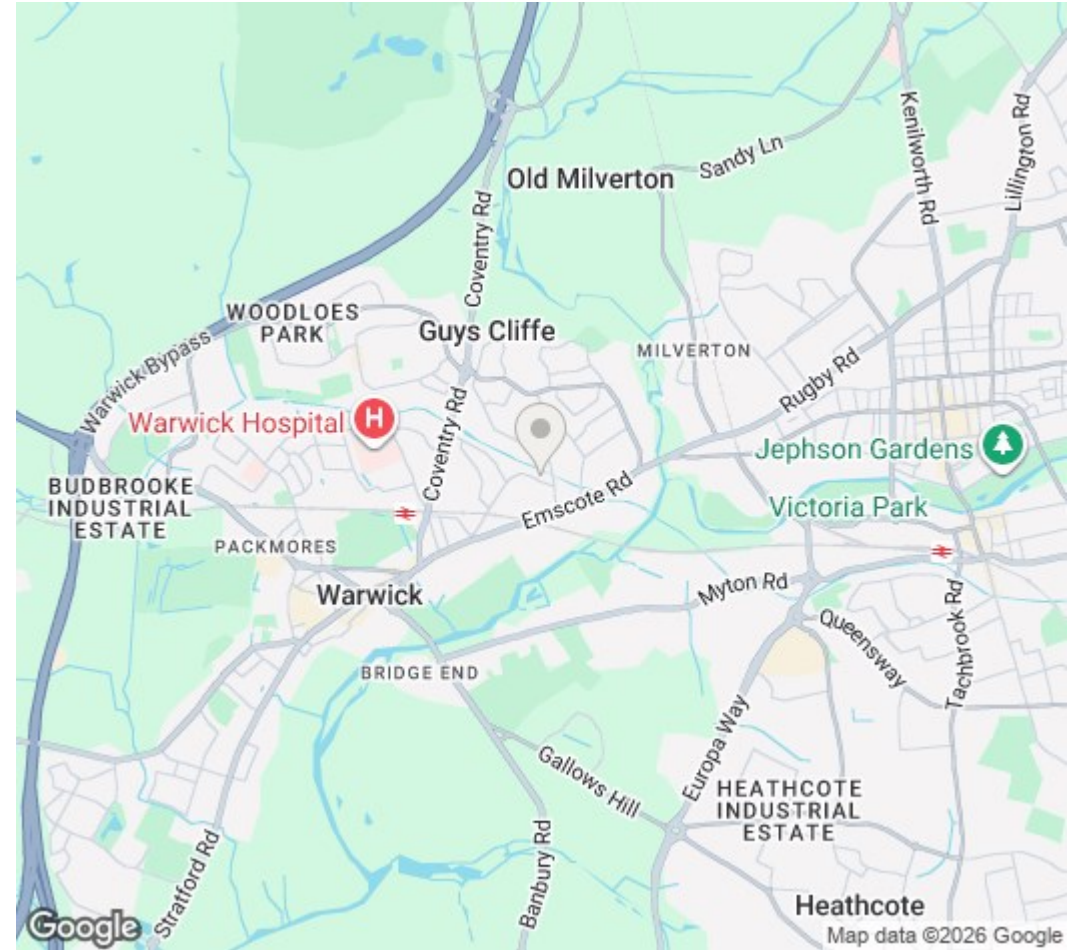 Kenilworth Rd
Lillington Rd
Sandy Ln
Old Milverton
Coventry Rd
WOODLOES
PARK
Guys Cliffe
MILVERTON
Warwick Bypass
Rugby Rd
Warwick Hospital
H
Coventry Rd
Jephson Gardens
BUDBROOKE
INDUSTRIAL
ESTATE
Emscote Rd
Victoria Park
PACKMORES
Warwick
Myton Rd
Queensway
Tachbrook Rd
BRIDGE END
Europa Way
Gallows Hill
HEATHCOTE
INDUSTRIAL
ESTATE
Stratford Rd
Banbury Rd
Heathcote
Google
Map data ©2026 Google